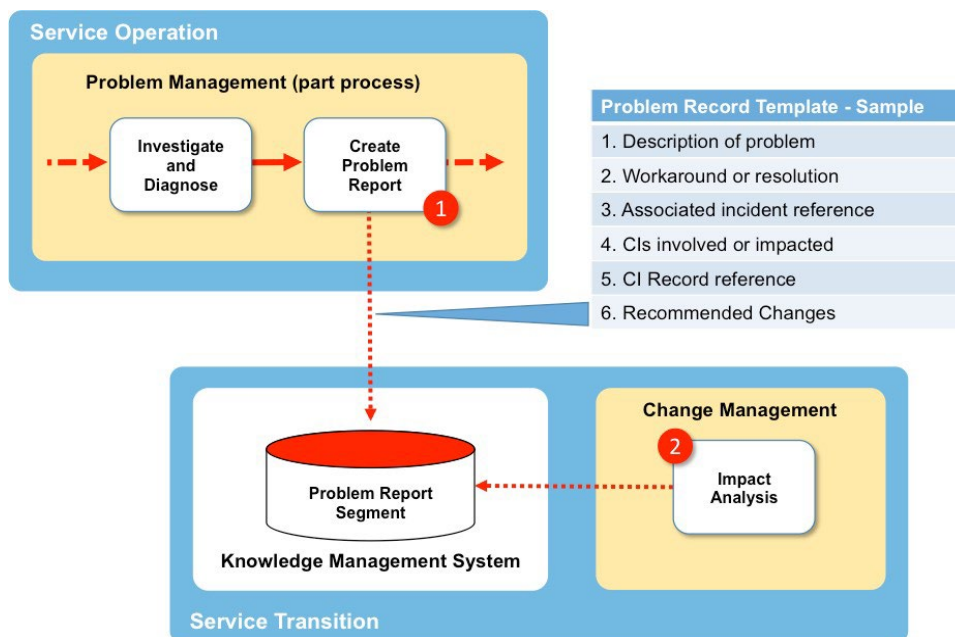 Service Operation
Problem Management (part process)
Investigate
and
Diagnose
Create
Problem
Report
1
Problem Record Template - Sample
1. Description of problem
2. Workaround or resolution
3. Associated incident reference
4. CIs involved or impacted
5. CI Record reference
6. Recommended Changes
Change Management
2
Impact
Analysis
Problem Report
Segment
Knowledge Management System
Service Transition